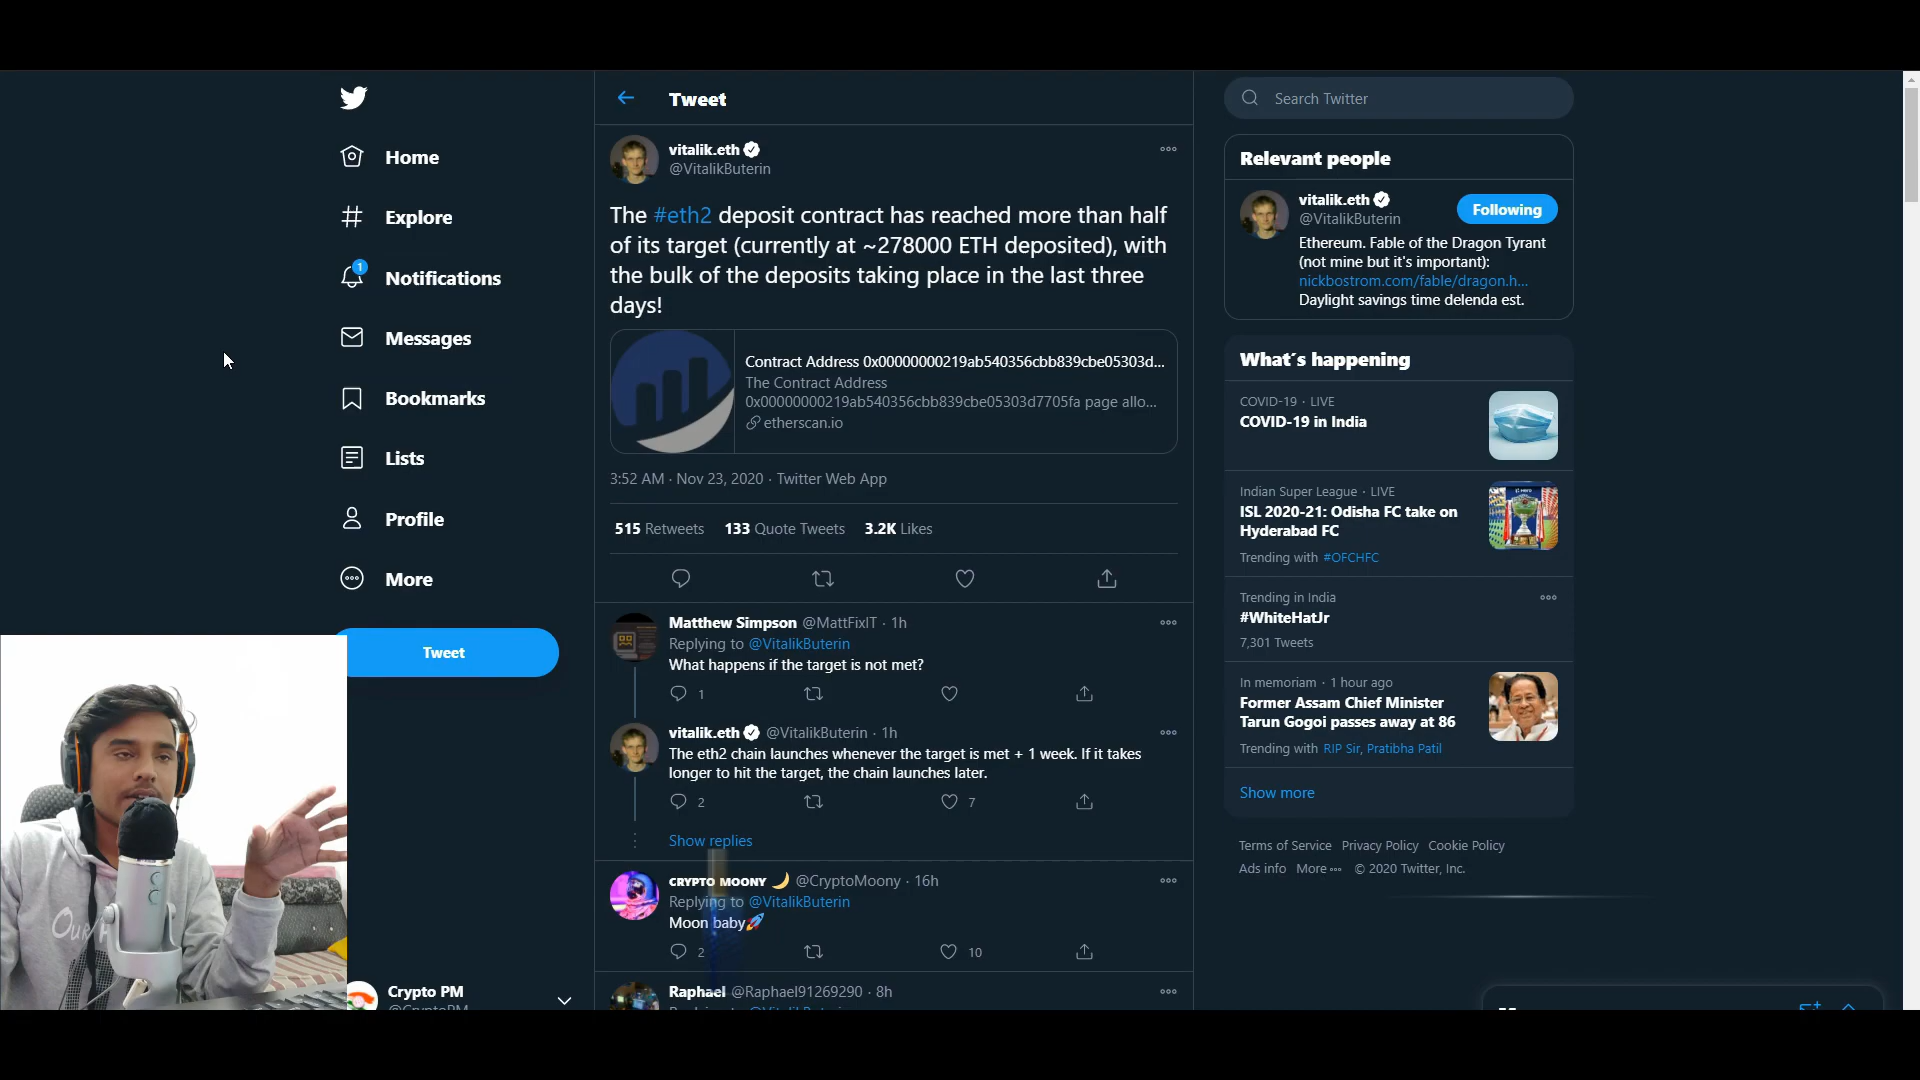 Home
Explore
1
Notifications
Messages
Bookmarks
Lists
Profile
More
Tweet
Crypto PM
@CryptoPM
Tweet
vitalik.eth
@VitalikButerin
The #eth2 deposit contract has reached more than half
of its target (currently at ~278000 ETH deposited), with
the bulk of the deposits taking place in the last three
days!
Contract Address 0x00000000219ab540356cbb839cbe05303d...
The Contract Address
0x00000000219ab540356cbb839cbe05303d7705fa page allo...
etherscan.io
3:52 AM · Nov 23, 2020 · Twitter Web App
515 Retweets 133 Quote Tweets 3.2K Likes
Matthew Simpson @MattFixIT · 1h
Replying to @VitalikButerin
What happens if the target is not met?
1
vitalik.eth @VitalikButerin · 1h
The eth2 chain launches whenever the target is met + 1 week. If it takes
longer to hit the target, the chain launches later.
2 7
Show replies
CRYPTO MOONY 🌙 @CryptoMoony · 16h
Replying to @VitalikButerin
Moon baby🚀
2 10
Raphael @Raphael91269290 · 8h
Replying to @VitalikButerin
Search Twitter
Relevant people
vitalik.eth
@VitalikButerin
Following
Ethereum. Fable of the Dragon Tyrant
(not mine but it's important):
nickbostrom.com/fable/dragon.h...
Daylight savings time delenda est.
What's happening
COVID-19 · LIVE
COVID-19 in India
Indian Super League · LIVE
ISL 2020-21: Odisha FC take on
Hyderabad FC
Trending with #OFCHFC
Trending in India
#WhiteHatJr
7,301 Tweets
In memoriam · 1 hour ago
Former Assam Chief Minister
Tarun Gogoi passes away at 86
Trending with RIP Sir, Pratibha Patil
Show more
Terms of Service Privacy Policy Cookie Policy
Ads info More © 2020 Twitter, Inc.